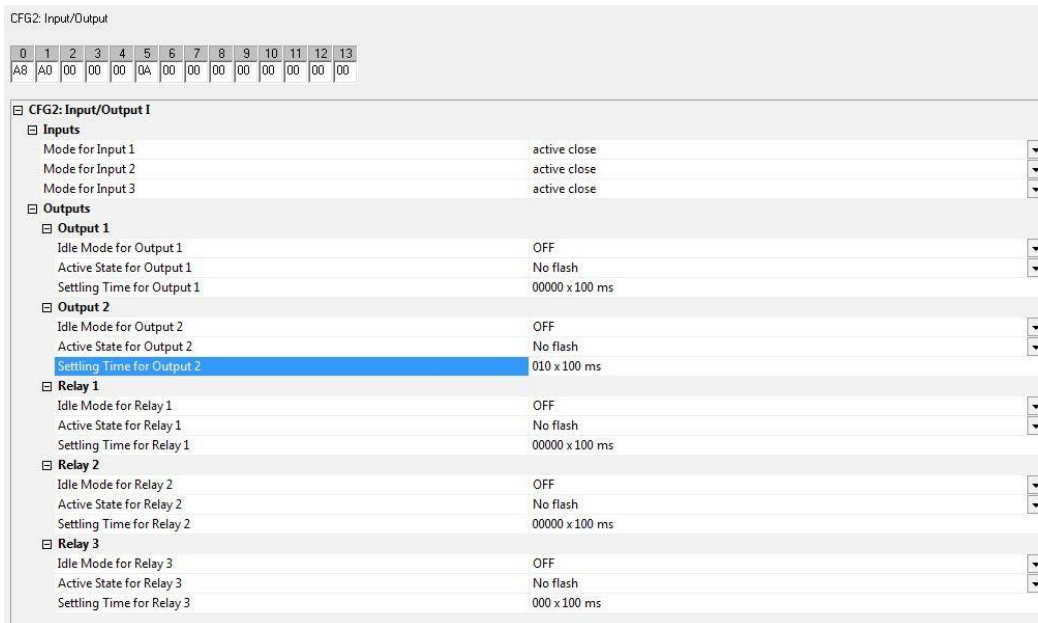 CFG2: Input/Output
0 1 2 3 4 5 6 7 8 9 10 11 12 13
A8 A0 00 00 00 0A 00 00 00 00 00 00 00 00
CFG2: Input/Output I
Inputs
Mode for Input 1 active close
Mode for Input 2 active close
Mode for Input 3 active close
Outputs
Output 1
Idle Mode for Output 1 OFF
Active State for Output 1 No flash
Settling Time for Output 1 00000 x 100 ms
Output 2
Idle Mode for Output 2 OFF
Active State for Output 2 No flash
Settling Time for Output 2 010 x 100 ms
Relay 1
Idle Mode for Relay 1 OFF
Active State for Relay 1 No flash
Settling Time for Relay 1 00000 x 100 ms
Relay 2
Idle Mode for Relay 2 OFF
Active State for Relay 2 No flash
Settling Time for Relay 2 00000 x 100 ms
Relay 3
Idle Mode for Relay 3 OFF
Active State for Relay 3 No flash
Settling Time for Relay 3 000 x 100 ms